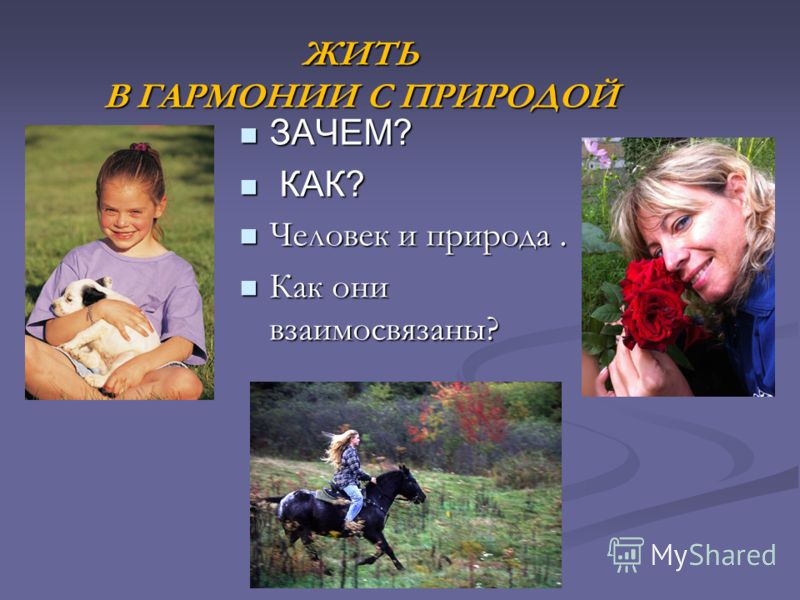 ЖИТЬ
В ГАРМОНИИ С ПРИРОДОЙ
ЗАЧЕМ?
КАК?
Человек и природа .
Как они
взаимосвязаны?
MyShared